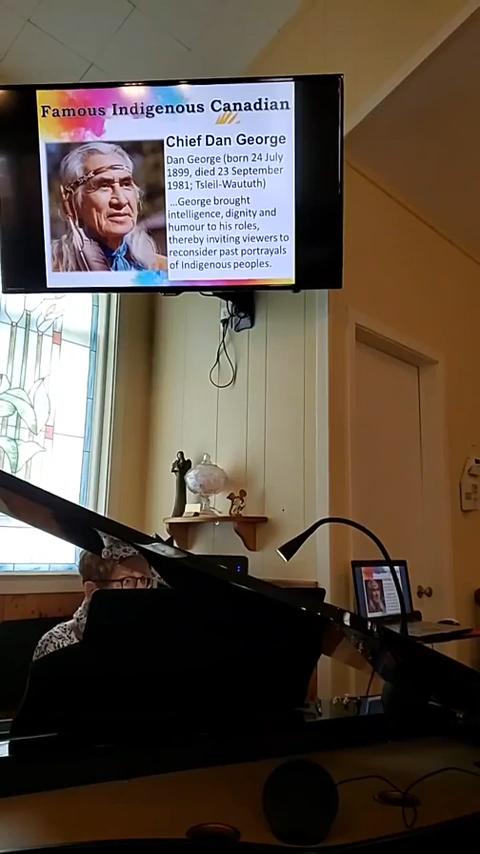 Famous Indigenous Canadian
Chief Dan George
Dan George (born 24 July
1899, died 23 September
1981; Tsleil-Waututh)
...George brought
intelligence, dignity and
humour to his roles,
thereby inviting viewers to
reconsider past portrayals
of Indigenous peoples.